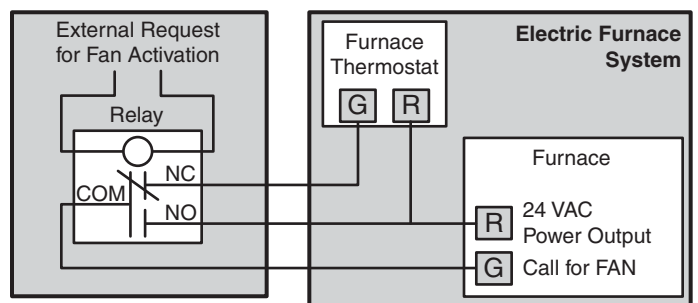 External Request
for Fan Activation
Relay
NC
COM
NO
Electric Furnace
System
Furnace
Thermostat
G
R
Furnace
R
24 VAC
Power Output
G
Call for FAN